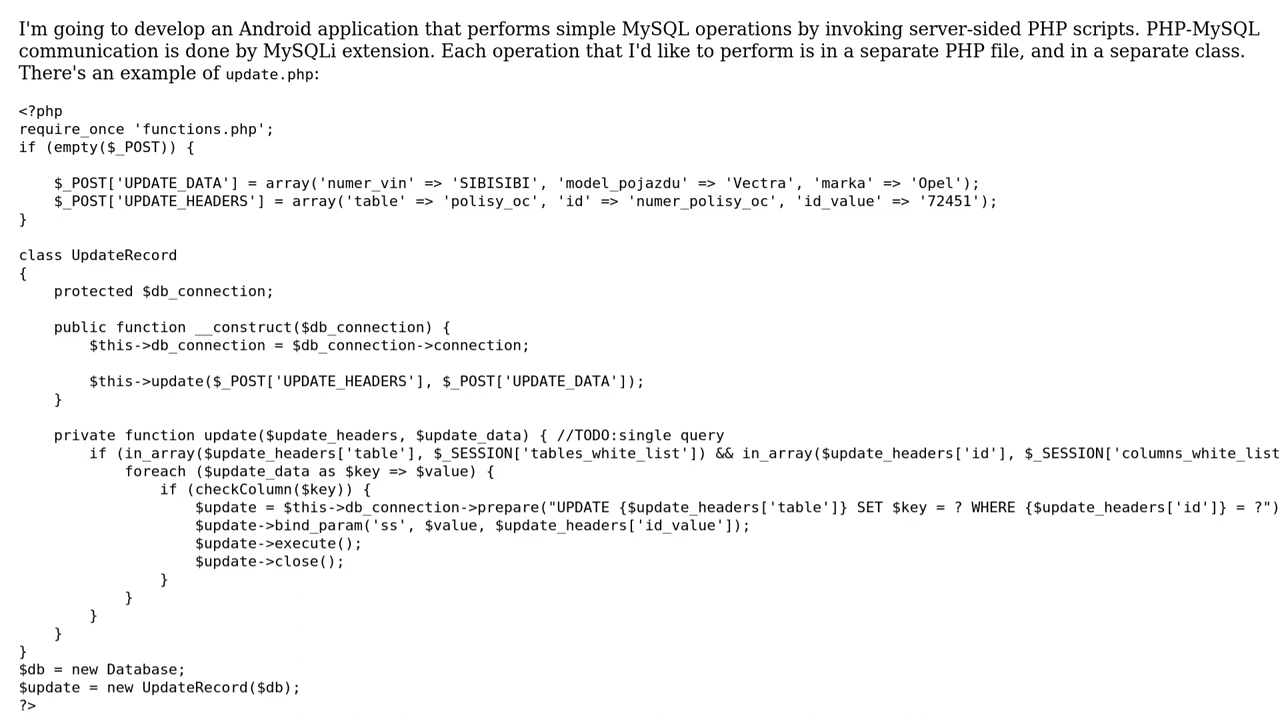 I'm going to develop an Android application that performs simple MySQL operations by invoking server-sided PHP scripts. PHP-MySQL
communication is done by MySQLi extension. Each operation that I'd like to perform is in a separate PHP file, and in a separate class.
There's an example of update.php:
<?php
require_once 'functions.php';
if (empty($_POST)) {
    $_POST['UPDATE_DATA'] = array('numer_vin' => 'SIBISIBI', 'model_pojazdu' => 'Vectra', 'marka' => 'Opel');
    $_POST['UPDATE_HEADERS'] = array('table' => 'polisy_oc', 'id' => 'numer_polisy_oc', 'id_value' => '72451');
}
class UpdateRecord
{
    protected $db_connection;
    public function __construct($db_connection) {
        $this->db_connection = $db_connection->connection;
        $this->update($_POST['UPDATE_HEADERS'], $_POST['UPDATE_DATA']);
    }
    private function update($update_headers, $update_data) { //TODO:single query
        if (in_array($update_headers['table'], $_SESSION['tables_white_list']) && in_array($update_headers['id'], $_SESSION['columns_white_list
            foreach ($update_data as $key => $value) {
                if (checkColumn($key)) {
                    $update = $this->db_connection->prepare("UPDATE {$update_headers['table']} SET $key = ? WHERE {$update_headers['id']} = ?")
                    $update->bind_param('ss', $value, $update_headers['id_value']);
                    $update->execute();
                    $update->close();
                }
            }
        }
    }
}
$db = new Database;
$update = new UpdateRecord($db);
?>